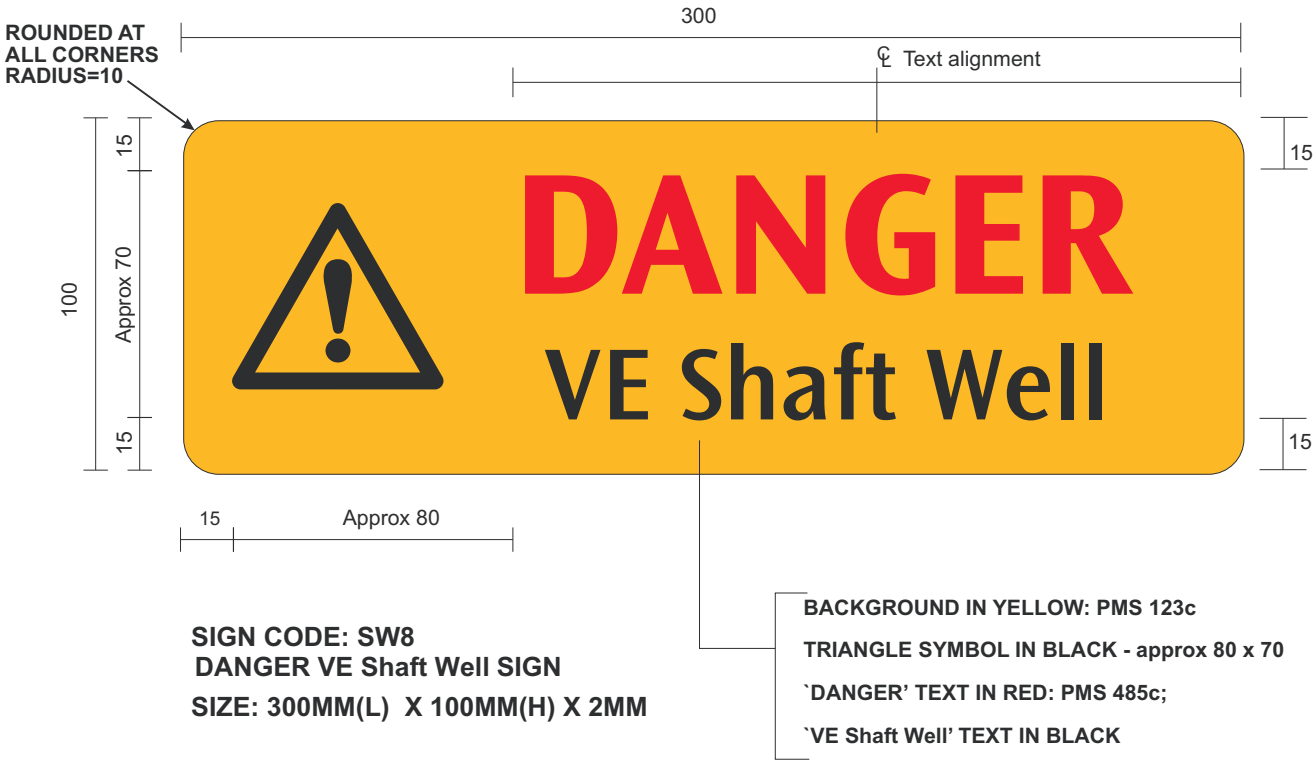 300
ROUNDED AT
ALL CORNERS
RADIUS=10
℄ Text alignment
15
15
100
Approx 70
DANGER
VE Shaft Well
15
15
15
Approx 80
SIGN CODE: SW8
DANGER VE Shaft Well SIGN
SIZE: 300MM(L) X 100MM(H) X 2MM
BACKGROUND IN YELLOW: PMS 123c
TRIANGLE SYMBOL IN BLACK - approx 80 x 70
`DANGER’ TEXT IN RED: PMS 485c;
`VE Shaft Well’ TEXT IN BLACK